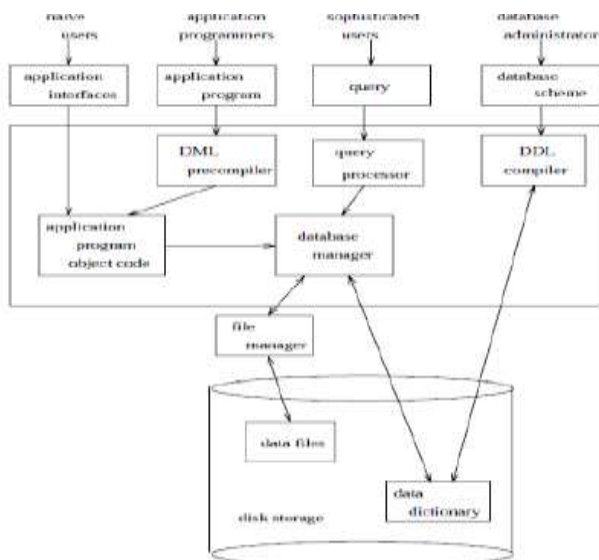 naive
users
application
programmers
sophisticated
users
database
administrator
application
interfaces
application
program
query
database
scheme
DML
precompiler
query
processor
DDL
compiler
application
program
object code
database
manager
file
manager
data files
data
dictionary
disk storage